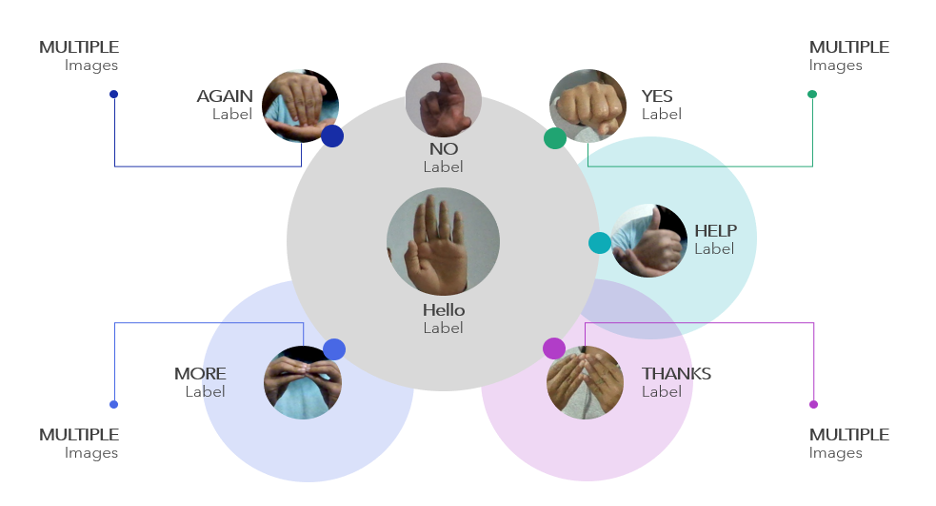 MULTIPLE
Images
AGAIN
Label
NO
Label
YES
Label
MULTIPLE
Images
HELP
Label
Hello
Label
MORE
Label
THANKS
Label
MULTIPLE
Images
MULTIPLE
Images